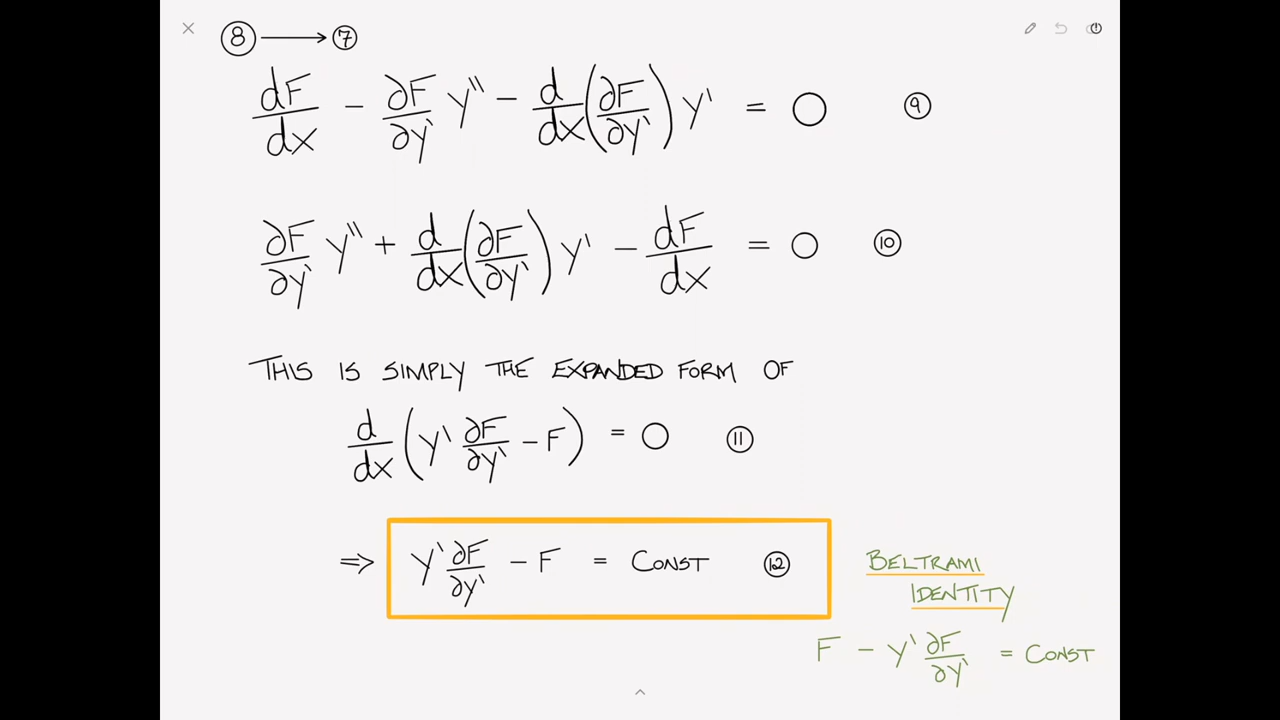 ⑧ ⟶ ⑦
dF/dx − ∂F/∂y' y'' − d/dx(∂F/∂y') y' = 0 ⑨
∂F/∂y' y'' + d/dx(∂F/∂y') y' − dF/dx = 0 ⑩
THIS IS SIMPLY THE EXPANDED FORM OF
d/dx (y' ∂F/∂y' − F) = 0 ⑪
⇒ y' ∂F/∂y' − F = CONST ⑫
BELTRAMI
IDENTITY
F − y' ∂F/∂y' = CONST